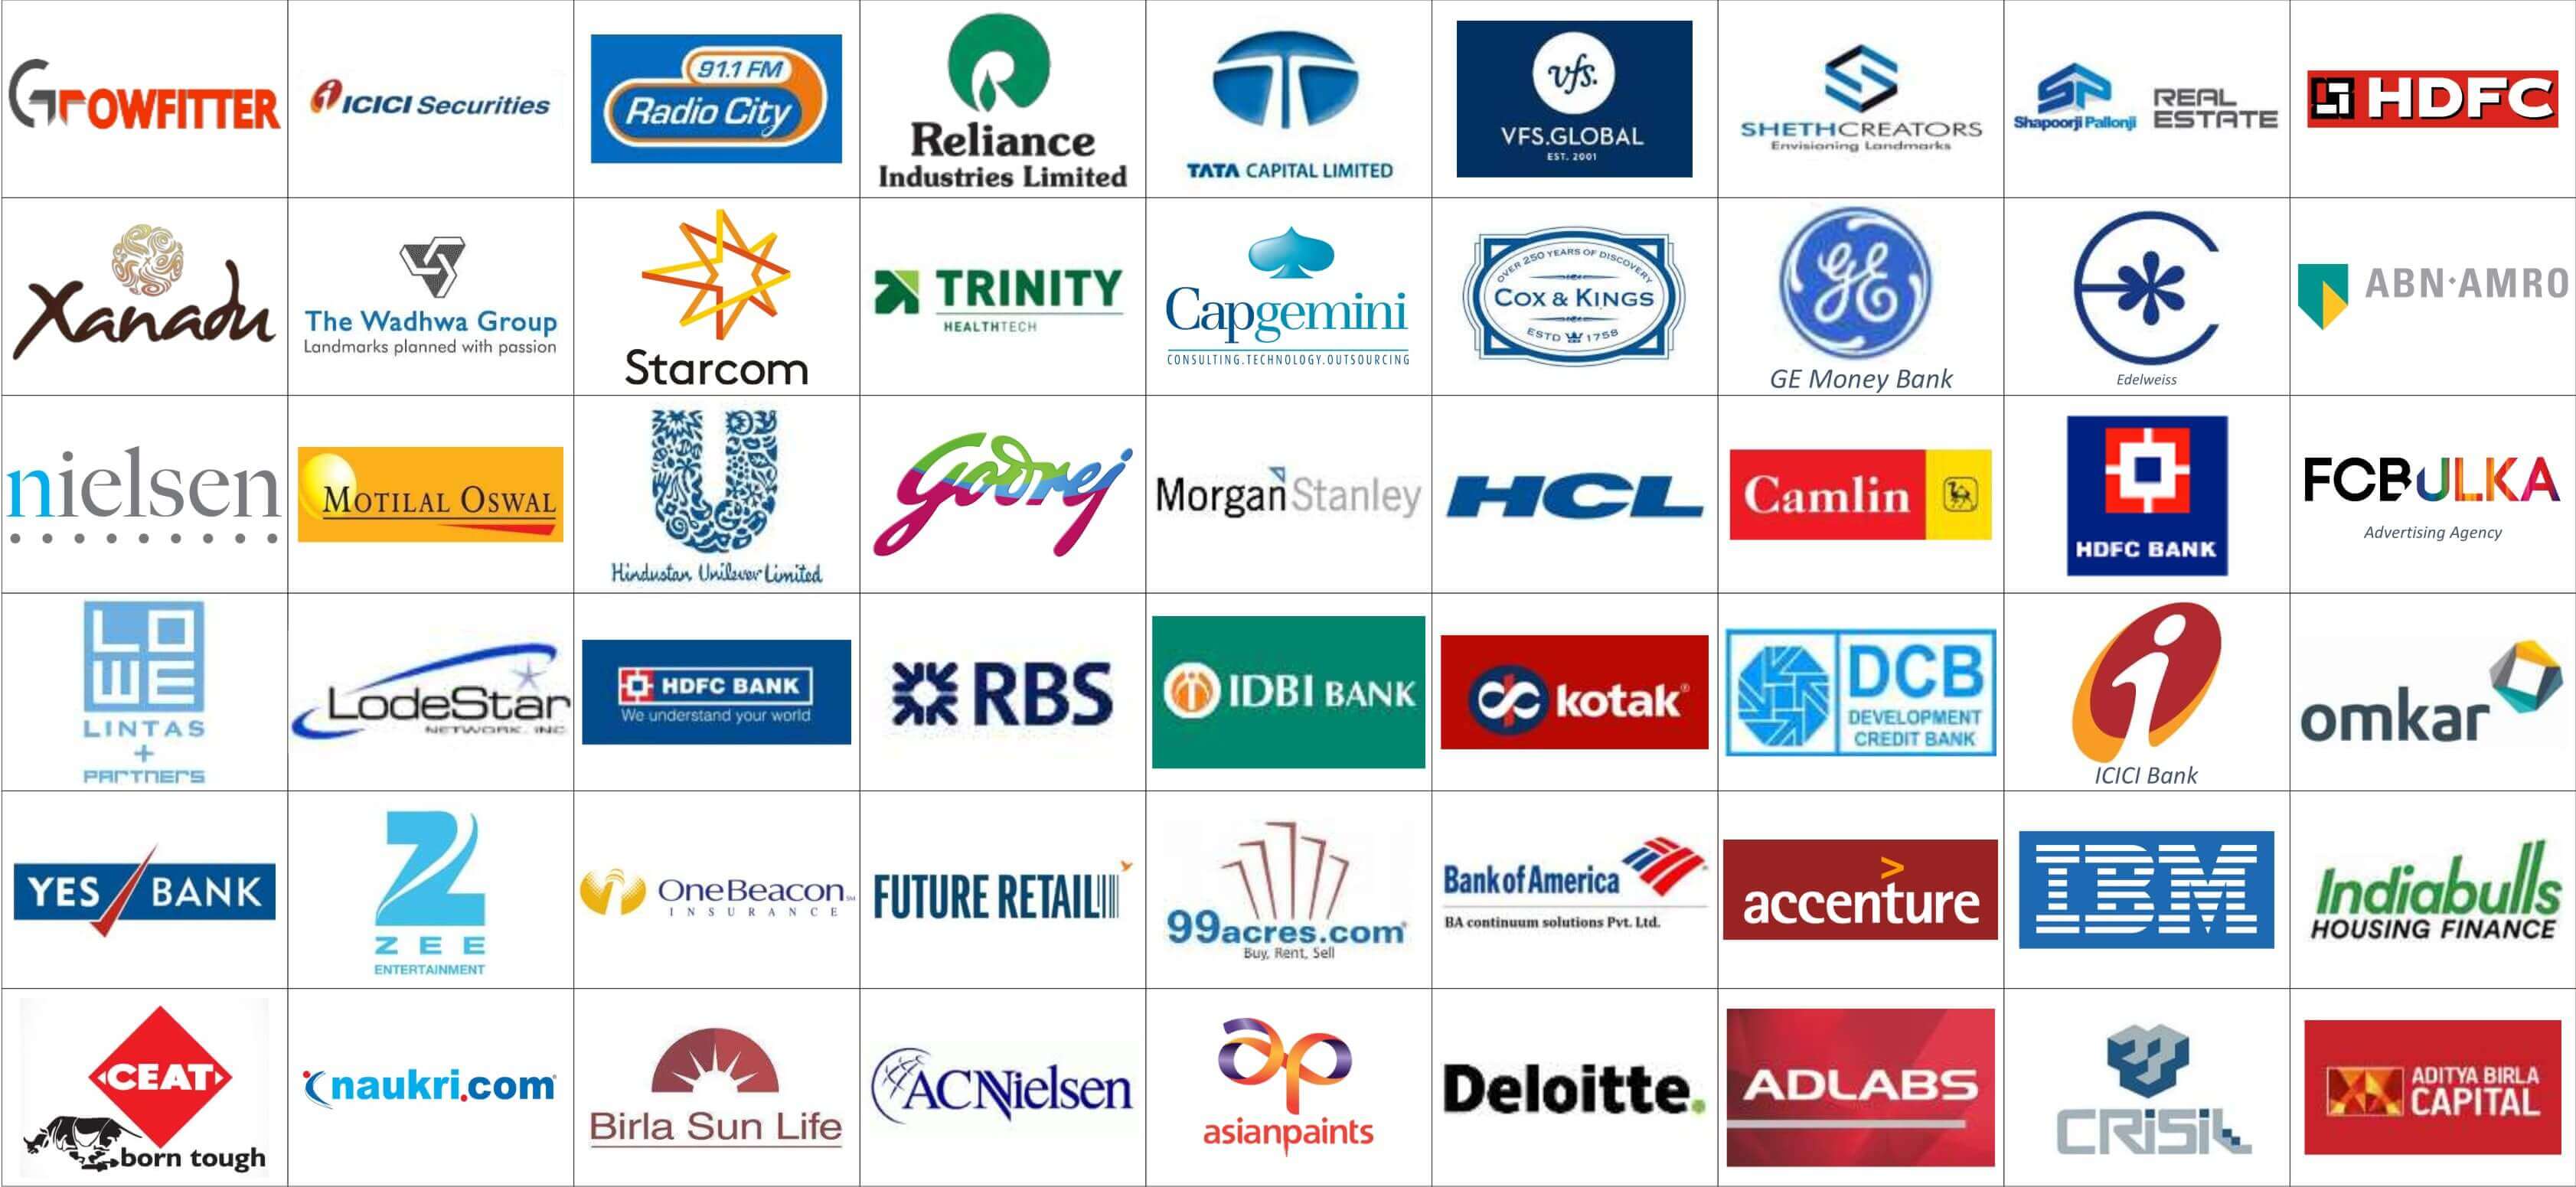 GrOWFITTER
ICICI Securities
91.1 FM
Radio City
Reliance
Industries Limited
TATA CAPITAL LIMITED
vfs.
VFS.GLOBAL
EST. 2001
SHETHCREATORS
Envisioning Landmarks
SP
Shapoorji Pallonji
REAL
ESTATE
HDFC
Xanadu
The Wadhwa Group
Landmarks planned with passion
Starcom
TRINITY
HEALTHTECH
Capgemini
CONSULTING.TECHNOLOGY.OUTSOURCING
OVER 250 YEARS OF DISCOVERY
COX & KINGS
ESTD 1758
GE
GE Money Bank
Edelweiss
ABN·AMRO
nielsen
MOTILAL OSWAL
Hindustan Unilever Limited
Godrej
Morgan Stanley
HCL
Camlin
HDFC BANK
FCBULKA
Advertising Agency
LO
WE
LINTAS
+
PARTNERS
LodeStar
NETWORK, INC
HDFC BANK
We understand your world
RBS
IDBI BANK
kotak®
DCB
DEVELOPMENT
CREDIT BANK
i
ICICI Bank
omkar
YES BANK
Z
ZEE
ENTERTAINMENT
OneBeacon SM
INSURANCE
FUTURE RETAIL
99acres.com
Buy, Rent, Sell
Bank of America
BA continuum solutions Pvt. Ltd.
>
accenture
IBM
Indiabulls
HOUSING FINANCE
CEAT
born tough
naukri.com
Birla Sun Life
ACNielsen
ap
asianpaints
Deloitte.
ADLABS
CRiSiL
ADITYA BIRLA
CAPITAL